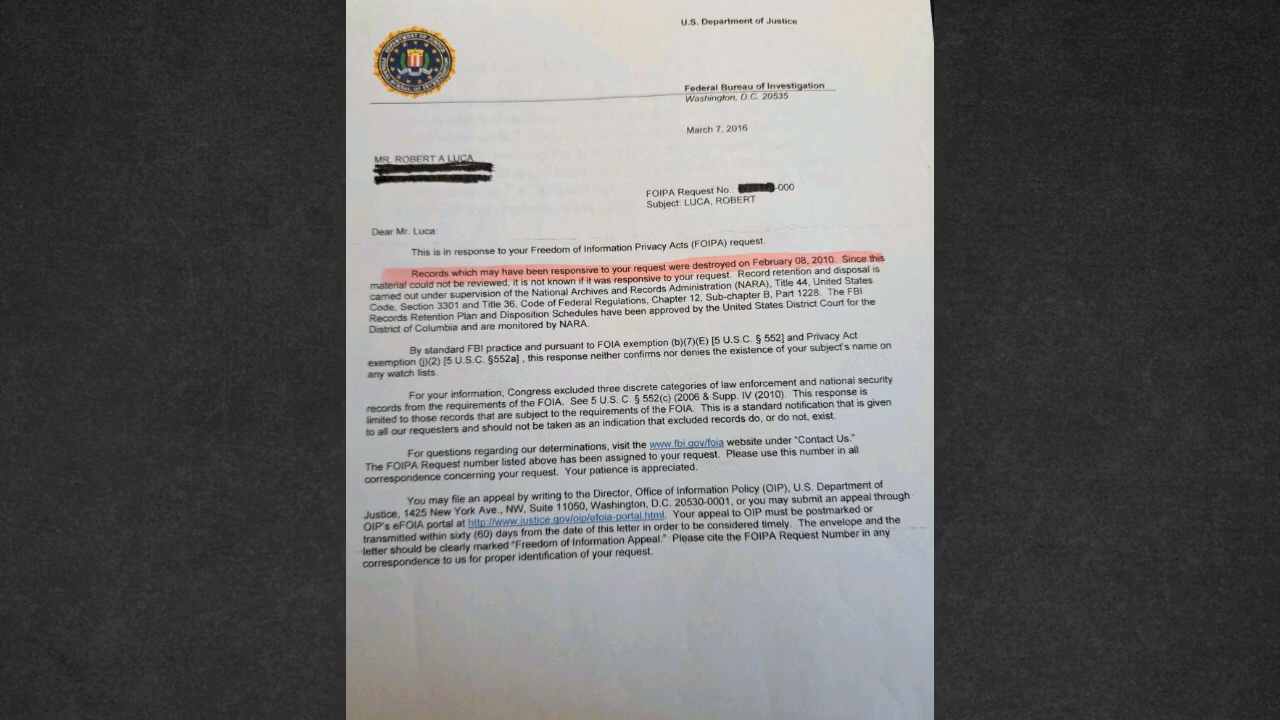 U.S. Department of Justice
Federal Bureau of Investigation
Washington, D.C. 20535
March 7, 2016
MR. ROBERT A LUCA
FOIPA Request No.: -000
Subject: LUCA, ROBERT
Dear Mr. Luca:
This is in response to your Freedom of Information Privacy Acts (FOIPA) request.
Records which may have been responsive to your request were destroyed on February 08, 2010. Since this
material could not be reviewed, it is not known if it was responsive to your request. Record retention and disposal is
carried out under supervision of the National Archives and Records Administration (NARA), Title 44, United States
Code, Section 3301 and Title 36, Code of Federal Regulations, Chapter 12, Sub-chapter B, Part 1228. The FBI
Records Retention Plan and Disposition Schedules have been approved by the United States District Court for the
District of Columbia and are monitored by NARA.
By standard FBI practice and pursuant to FOIA exemption (b)(7)(E) [5 U.S.C. § 552] and Privacy Act
exemption (j)(2) [5 U.S.C. §552a] , this response neither confirms nor denies the existence of your subject's name on
any watch lists.
For your information, Congress excluded three discrete categories of law enforcement and national security
records from the requirements of the FOIA. See 5 U.S. C. § 552(c) (2006 & Supp. IV (2010). This response is
limited to those records that are subject to the requirements of the FOIA. This is a standard notification that is given
to all our requesters and should not be taken as an indication that excluded records do, or do not, exist.
For questions regarding our determinations, visit the www.fbi.gov/foia website under "Contact Us."
The FOIPA Request number listed above has been assigned to your request. Please use this number in all
correspondence concerning your request. Your patience is appreciated.
You may file an appeal by writing to the Director, Office of Information Policy (OIP), U.S. Department of
Justice, 1425 New York Ave., NW, Suite 11050, Washington, D.C. 20530-0001, or you may submit an appeal through
OIP's eFOIA portal at http://www.justice.gov/oip/efoia-portal.html. Your appeal to OIP must be postmarked or
transmitted within sixty (60) days from the date of this letter in order to be considered timely. The envelope and the
letter should be clearly marked "Freedom of Information Appeal." Please cite the FOIPA Request Number in any
correspondence to us for proper identification of your request.